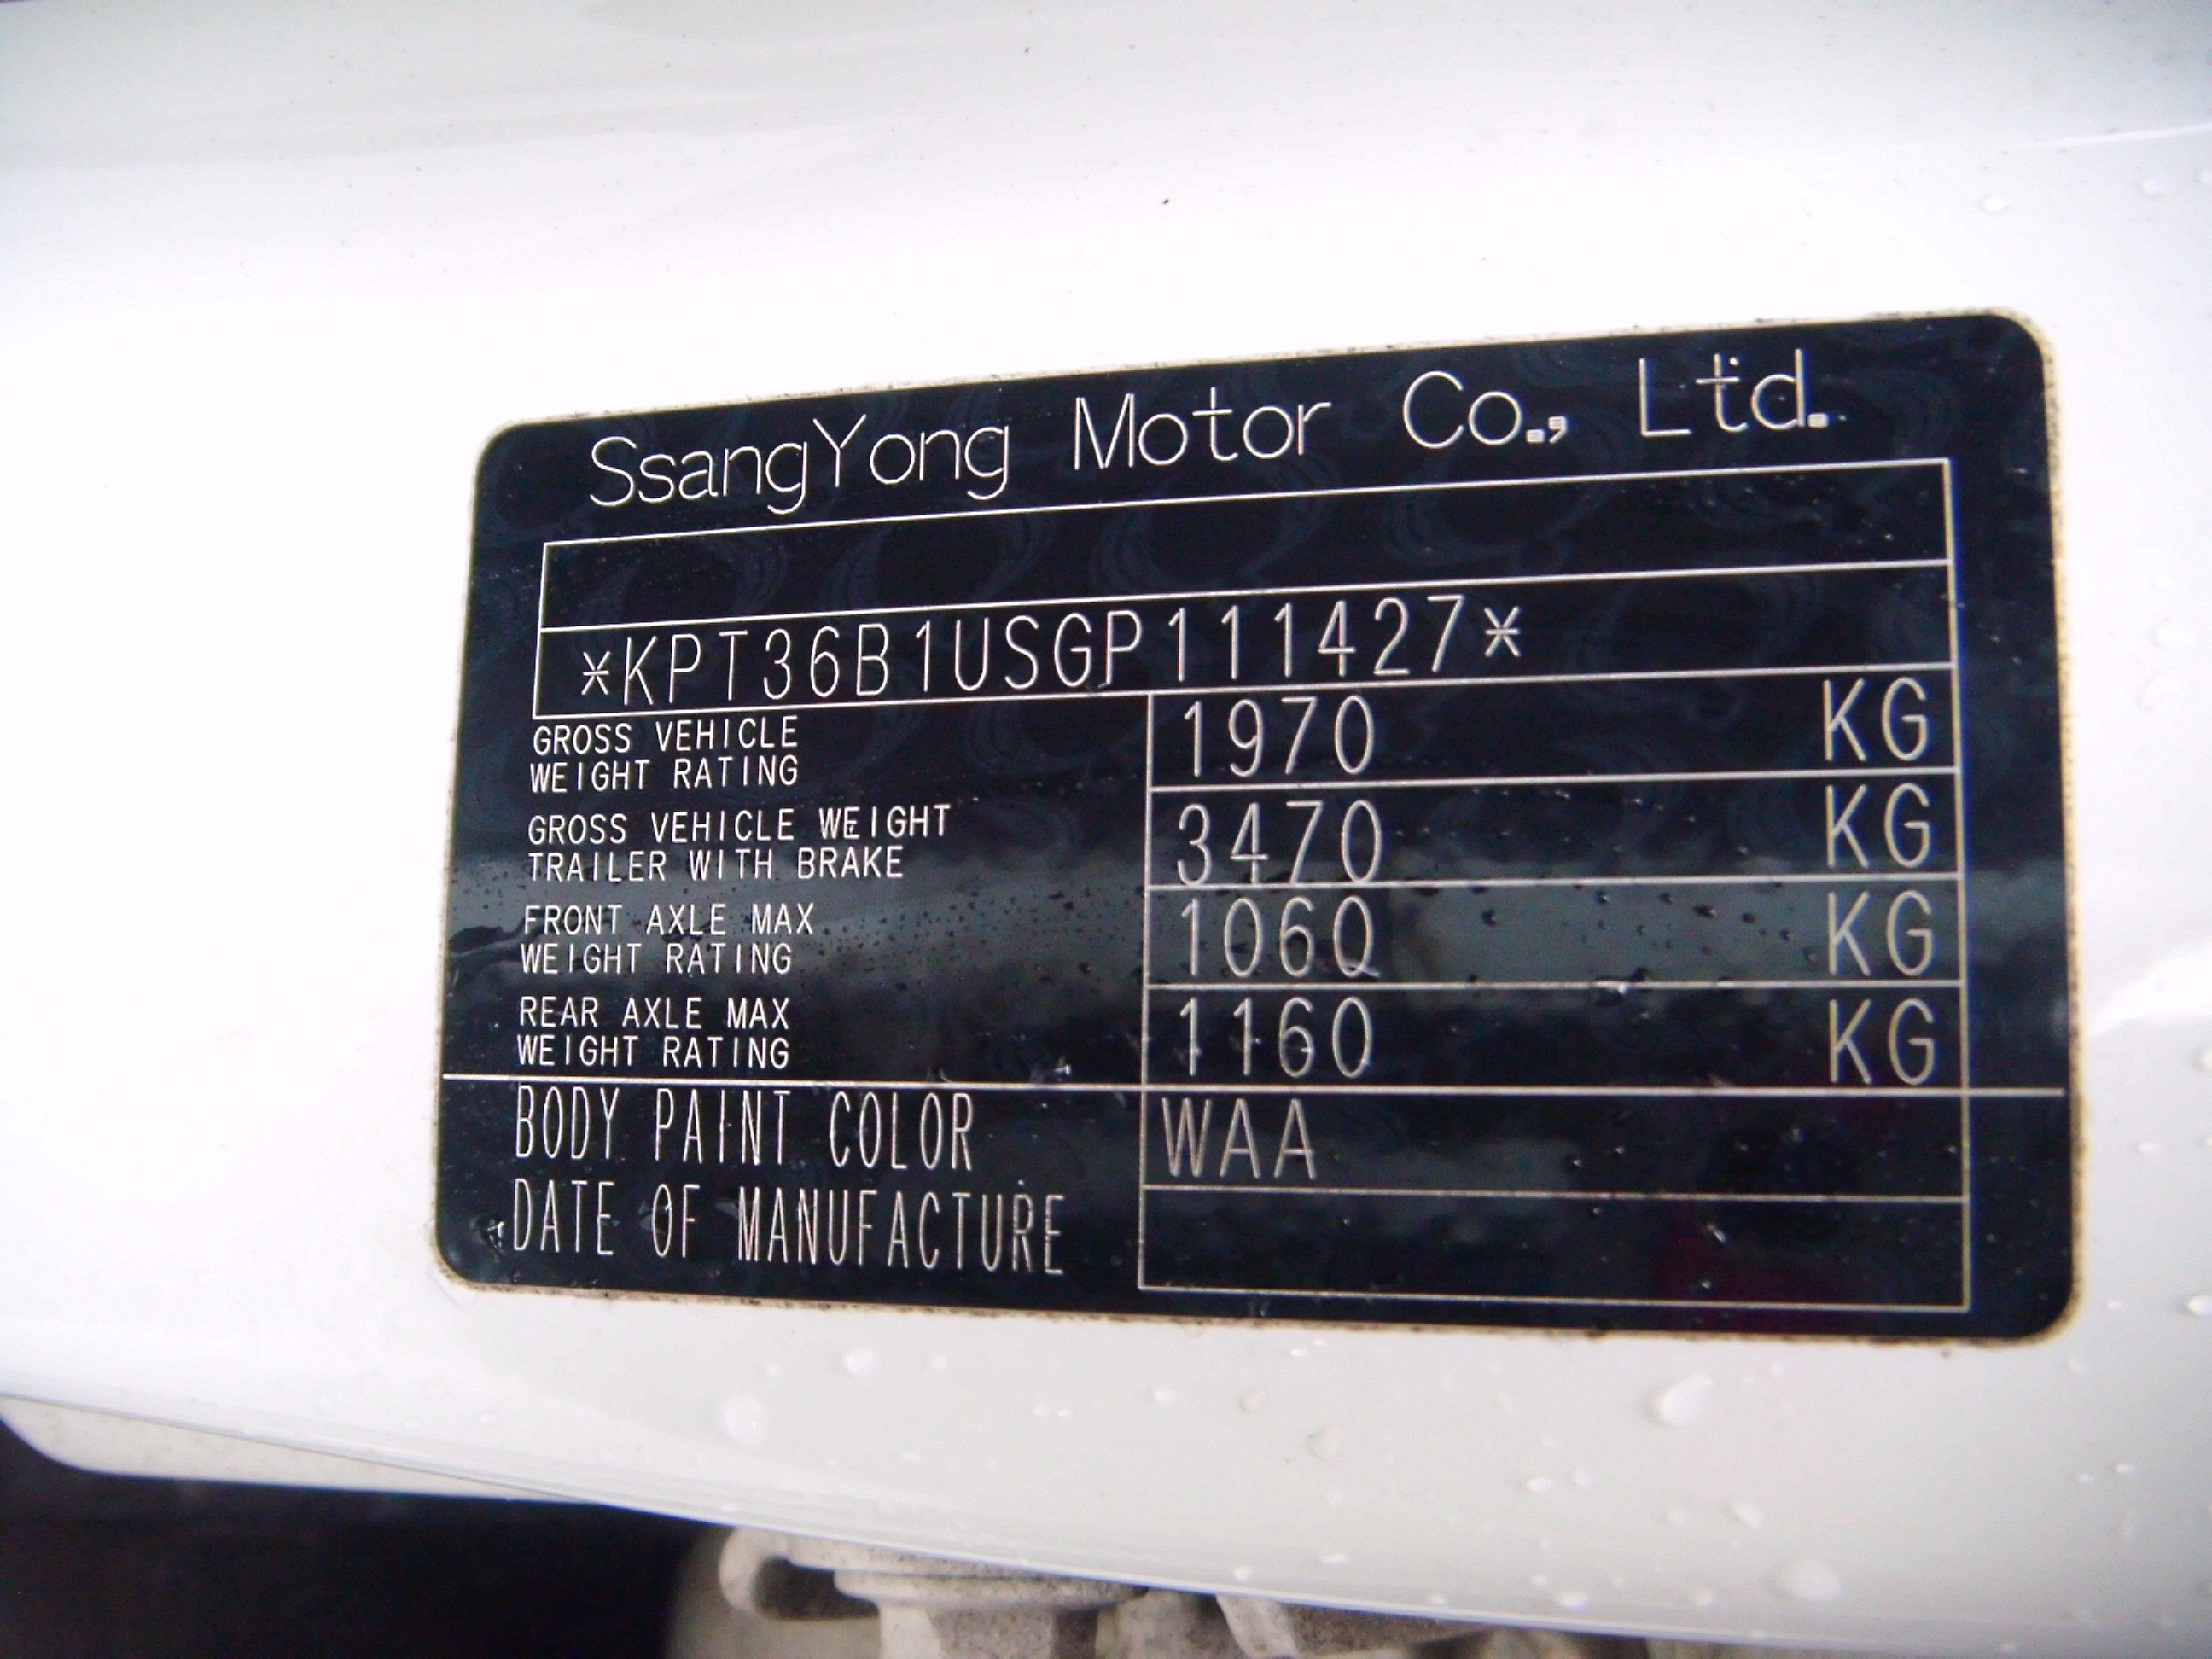 SsangYong Motor Co., Ltd.
*KPT36B1USGP111427*
GROSS VEHICLE
WEIGHT RATING
1970 KG
GROSS VEHICLE WEIGHT
TRAILER WITH BRAKE
3470 KG
FRONT AXLE MAX
WEIGHT RATING
1060 KG
REAR AXLE MAX
WEIGHT RATING
1160 KG
BODY PAINT COLOR WAA
DATE OF MANUFACTURE